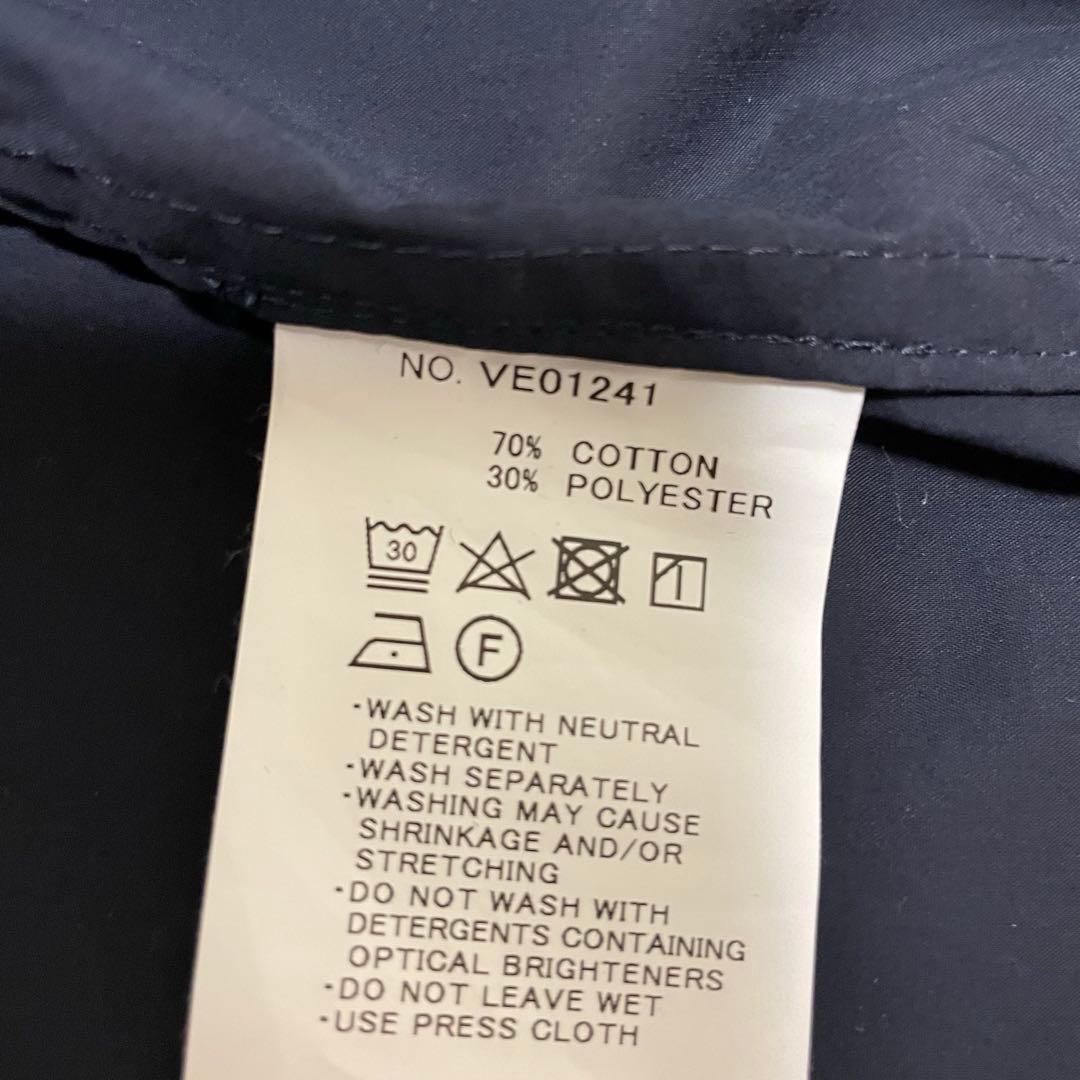 NO. VE01241
70% COTTON
30% POLYESTER
30
F
·WASH WITH NEUTRAL
DETERGENT
·WASH SEPARATELY
·WASHING MAY CAUSE
SHRINKAGE AND/OR
STRETCHING
·DO NOT WASH WITH
DETERGENTS CONTAINING
OPTICAL BRIGHTENERS
·DO NOT LEAVE WET
·USE PRESS CLOTH